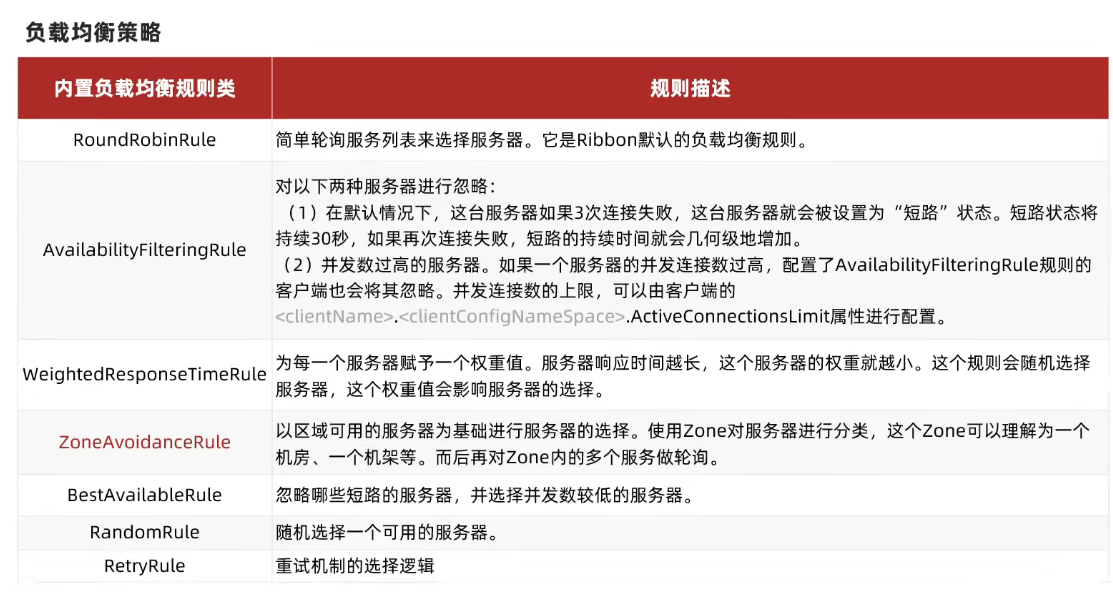 负载均衡策略
内置负载均衡规则类 规则描述
RoundRobinRule 简单轮询服务列表来选择服务器。它是Ribbon默认的负载均衡规则。
AvailabilityFilteringRule
对以下两种服务器进行忽略：
（1）在默认情况下，这台服务器如果3次连接失败，这台服务器就会被设置为“短路”状态。短路状态将
持续30秒，如果再次连接失败，短路的持续时间就会几何级地增加。
（2）并发数过高的服务器。如果一个服务器的并发连接数过高，配置了AvailabilityFilteringRule规则的
客户端也会将其忽略。并发连接数的上限，可以由客户端的
<clientName>.<clientConfigNameSpace>.ActiveConnectionsLimit属性进行配置。
WeightedResponseTimeRule
为每一个服务器赋予一个权重值。服务器响应时间越长，这个服务器的权重就越小。这个规则会随机选择
服务器，这个权重值会影响服务器的选择。
ZoneAvoidanceRule
以区域可用的服务器为基础进行服务器的选择。使用Zone对服务器进行分类，这个Zone可以理解为一个
机房、一个机架等。而后再对Zone内的多个服务做轮询。
BestAvailableRule 忽略哪些短路的服务器，并选择并发数较低的服务器。
RandomRule 随机选择一个可用的服务器。
RetryRule 重试机制的选择逻辑